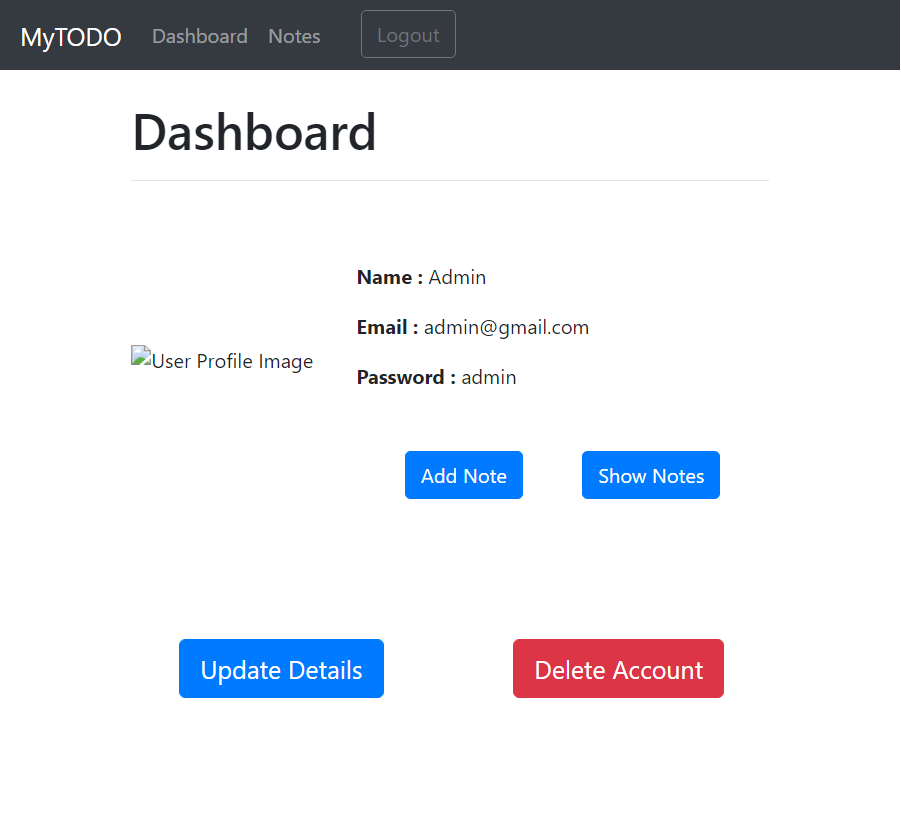 MyTODO Dashboard Notes Logout
Dashboard
Name : Admin
Email : admin@gmail.com
User Profile Image
Password : admin
Add Note Show Notes
Update Details Delete Account